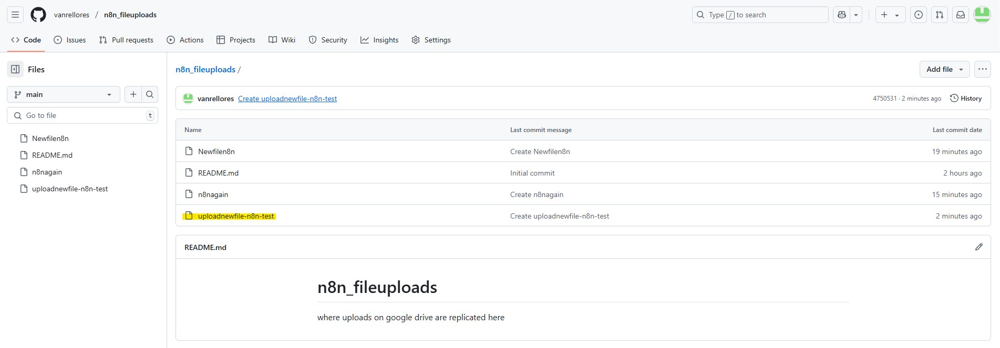 vanrellores / n8n_fileuploads
Type / to search
Code Issues Pull requests Actions Projects Wiki Security Insights Settings
Files
main
Go to file t
Newfilen8n
README.md
n8nagain
uploadnewfile-n8n-test
n8n_fileuploads /
Add file
vanrellores Create uploadnewfile-n8n-test 4750531 · 2 minutes ago History
Name Last commit message Last commit date
Newfilen8n Create Newfilen8n 19 minutes ago
README.md Initial commit 2 hours ago
n8nagain Create n8nagain 15 minutes ago
uploadnewfile-n8n-test Create uploadnewfile-n8n-test 2 minutes ago
README.md
n8n_fileuploads
where uploads on google drive are replicated here